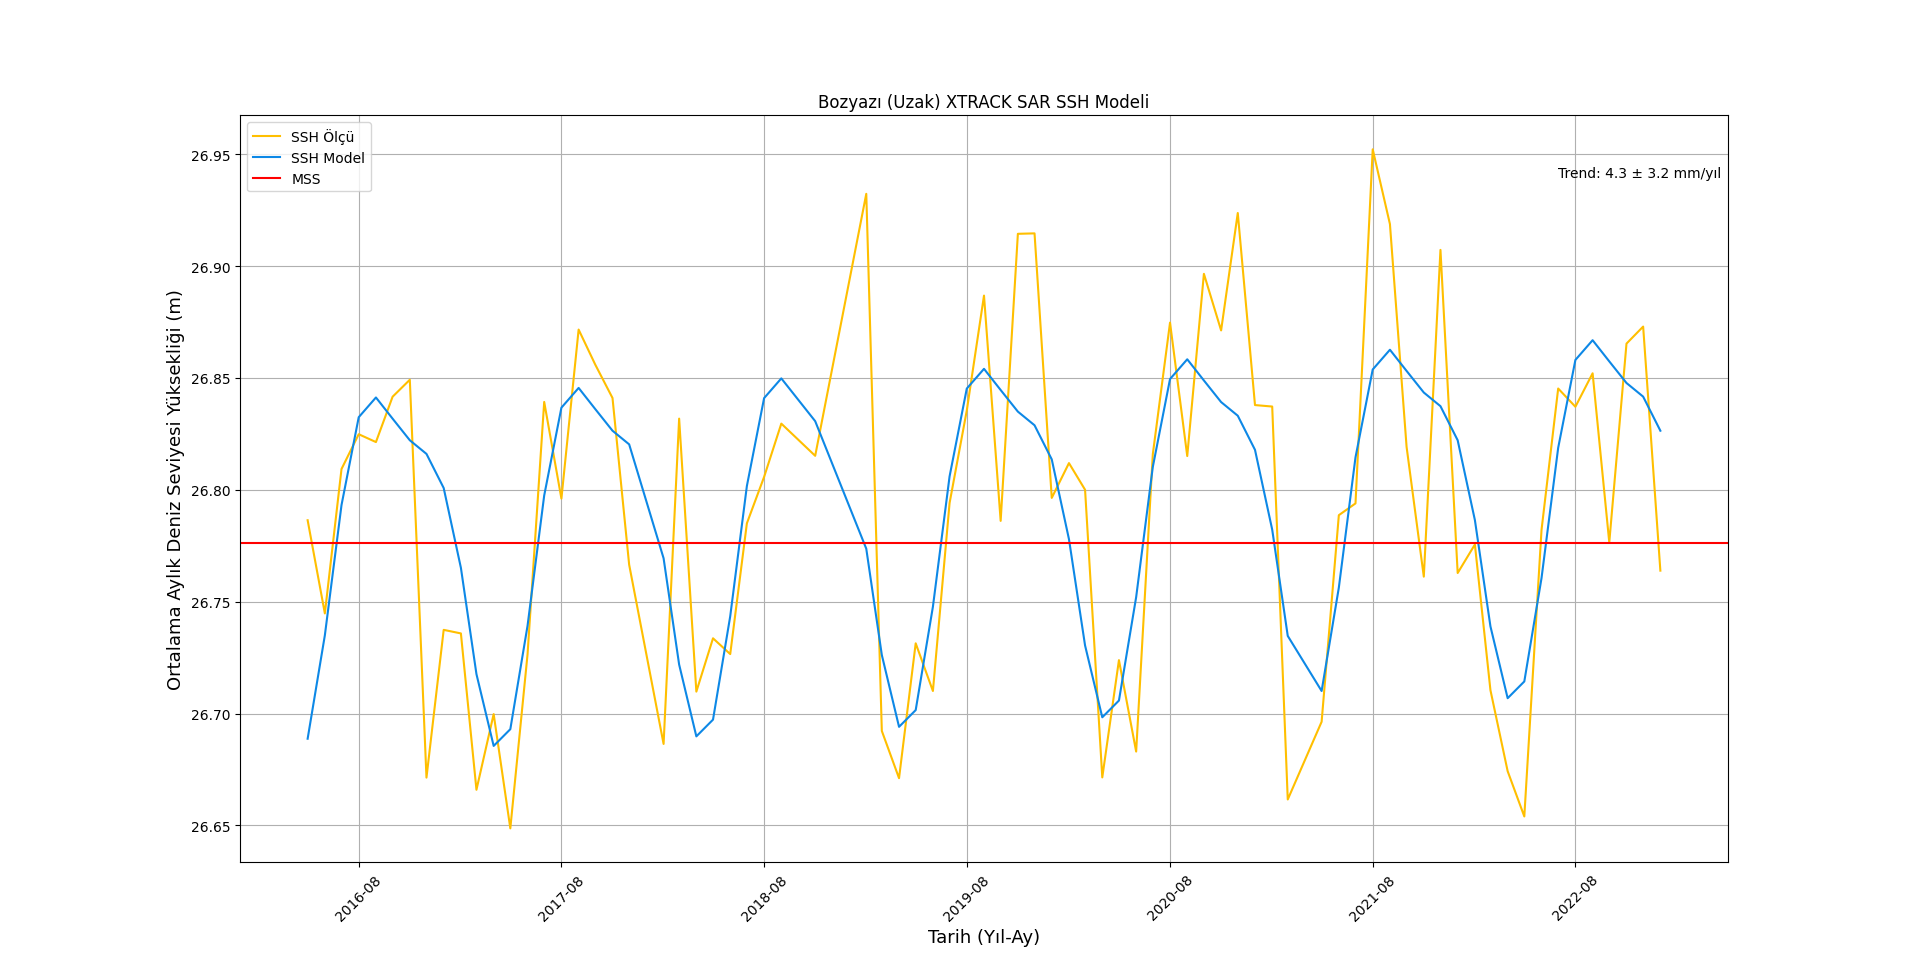 Bozyazı (Uzak) XTRACK SAR SSH Modeli
SSH Ölçü
SSH Model
MSS
Trend: 4.3 ± 3.2 mm/yıl
Ortalama Aylık Deniz Seviyesi Yüksekliği (m)
26.95
26.90
26.85
26.80
26.75
26.70
26.65
2016-08
2017-08
2018-08
2019-08
2020-08
2021-08
2022-08
Tarih (Yıl-Ay)